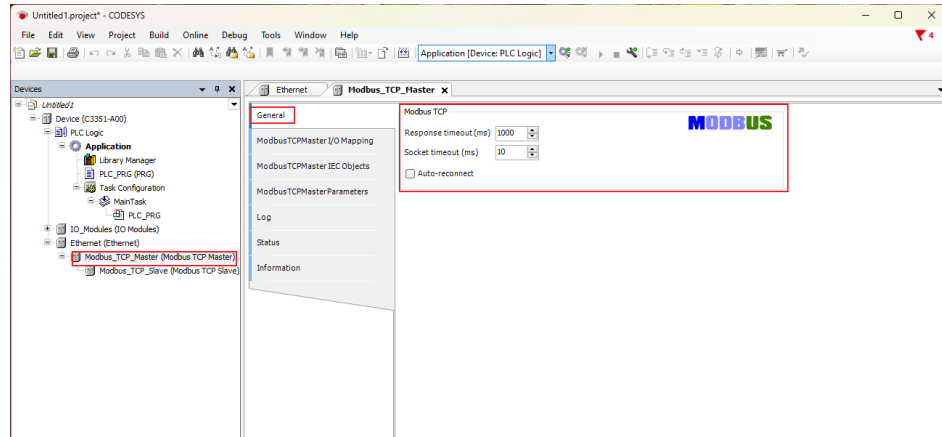 Untitled1.project* - CODESYS
File Edit View Project Build Online Debug Tools Window Help
Application [Device: PLC Logic]
4
Devices
Untitled1
Device (C3351-A00)
PLC Logic
Application
Library Manager
PLC_PRG (PRG)
Task Configuration
MainTask
PLC_PRG
IO_Modules (IO Modules)
Ethernet (Ethernet)
Modbus_TCP_Master (Modbus TCP Master)
Modbus_TCP_Slave (Modbus TCP Slave)
Ethernet
Modbus_TCP_Master
General
ModbusTCPMaster I/O Mapping
ModbusTCPMaster IEC Objects
ModbusTCPMasterParameters
Log
Status
Information
Modbus TCP
MODBUS
Response timeout (ms) 1000
Socket timeout (ms) 10
Auto-reconnect